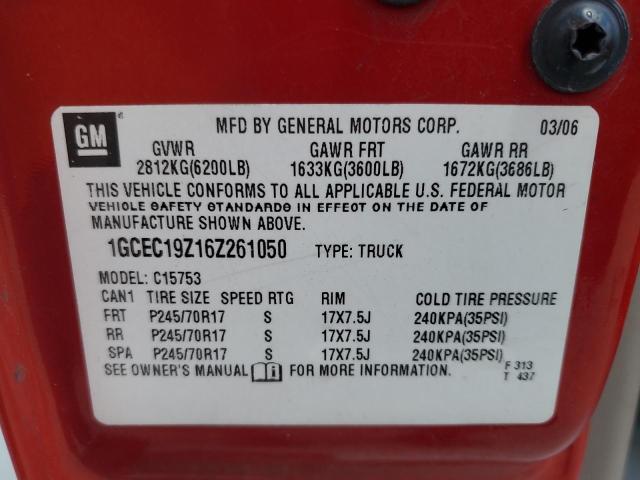 GM
MFD BY GENERAL MOTORS CORP. 03/06
GVWR GAWR FRT GAWR RR
2812KG(6200LB) 1633KG(3600LB) 1672KG(3686LB)
THIS VEHICLE CONFORMS TO ALL APPLICABLE U.S. FEDERAL MOTOR
VEHICLE SAFETY STANDARDS IN EFFECT ON THE DATE OF
MANUFACTURE SHOWN ABOVE.
1GCEC19Z16Z261050 TYPE: TRUCK
MODEL: C15753
CAN1 TIRE SIZE SPEED RTG RIM COLD TIRE PRESSURE
FRT P245/70R17 S 17X7.5J 240KPA(35PSI)
RR P245/70R17 S 17X7.5J 240KPA(35PSI)
SPA P245/70R17 S 17X7.5J 240KPA(35PSI)
SEE OWNER'S MANUAL i FOR MORE INFORMATION. F 313
T 437